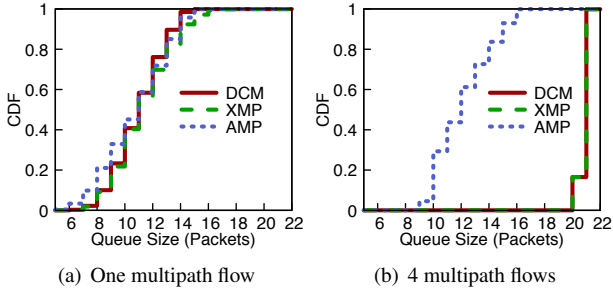 1
0.8
0.6
0.4
0.2
0
CDF
DCM
XMP
AMP
6 8 10 12 14 16 18 20 22
Queue Size (Packets)
(a) One multipath flow
1
0.8
0.6
0.4
0.2
0
CDF
DCM
XMP
AMP
6 8 10 12 14 16 18 20 22
Queue Size (Packets)
(b) 4 multipath flows